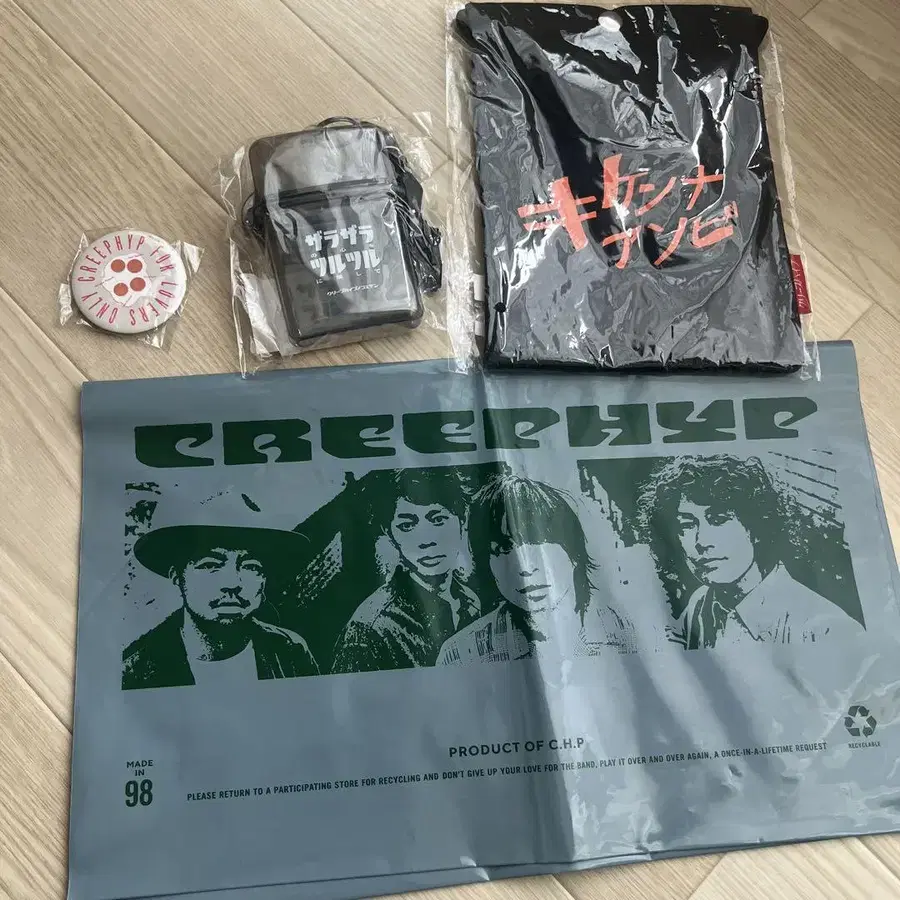 CREEPHYP FOR LOVERS ONLY
ザラザラ
ツルツル
キケンナ
アソビ
CREEPHYP
PRODUCT OF C.H.P
RECYCLABLE
MADE
IN
98
PLEASE RETURN TO A PARTICIPATING STORE FOR RECYCLING AND DON'T GIVE UP YOUR LOVE FOR THE BAND, PLAY IT OVER AND OVER AGAIN, A ONCE-IN-A-LIFETIME REQUEST